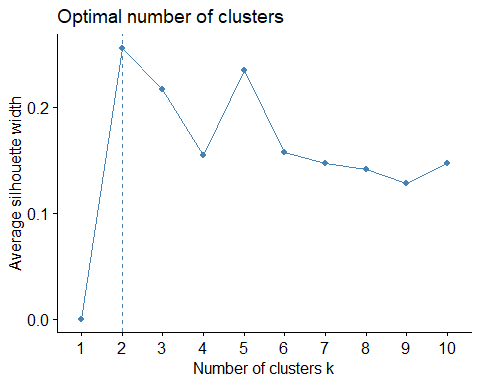 Optimal number of clusters
Average silhouette width
0.2
0.1
0.0
1 2 3 4 5 6 7 8 9 10
Number of clusters k